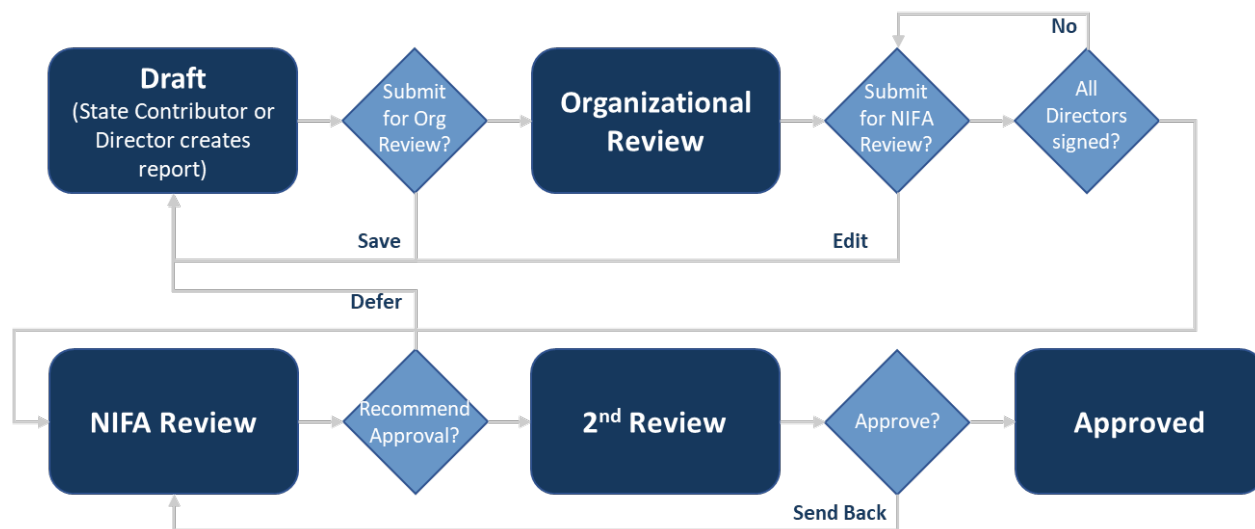 No
Draft
(State Contributor or
Director creates
report)
Submit
for Org
Review?
Organizational
Review
Submit
for NIFA
Review?
All
Directors
signed?
Save
Edit
Defer
NIFA Review
Recommend
Approval?
2nd Review
Approve?
Approved
Send Back